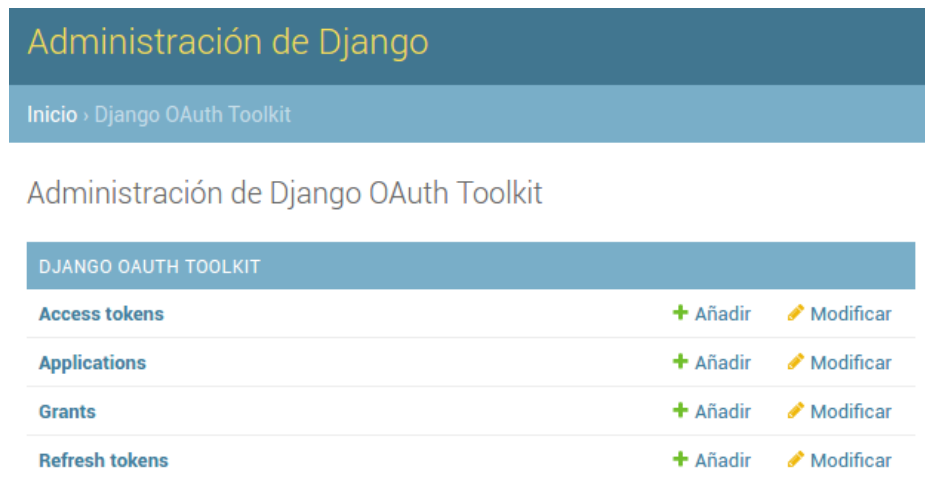 Administración de Django
Inicio › Django OAuth Toolkit
Administración de Django OAuth Toolkit
DJANGO OAUTH TOOLKIT
Access tokens Añadir Modificar
Applications Añadir Modificar
Grants Añadir Modificar
Refresh tokens Añadir Modificar